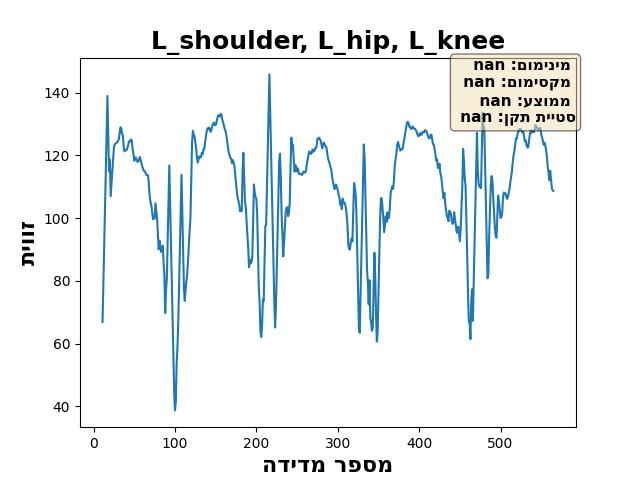 L_shoulder, L_hip, L_knee
מינימום: nan
מקסימום: nan
ממוצע: nan
סטיית תקן: nan
זווית
140
120
100
80
60
40
0
100
200
300
400
500
מספר מדידה